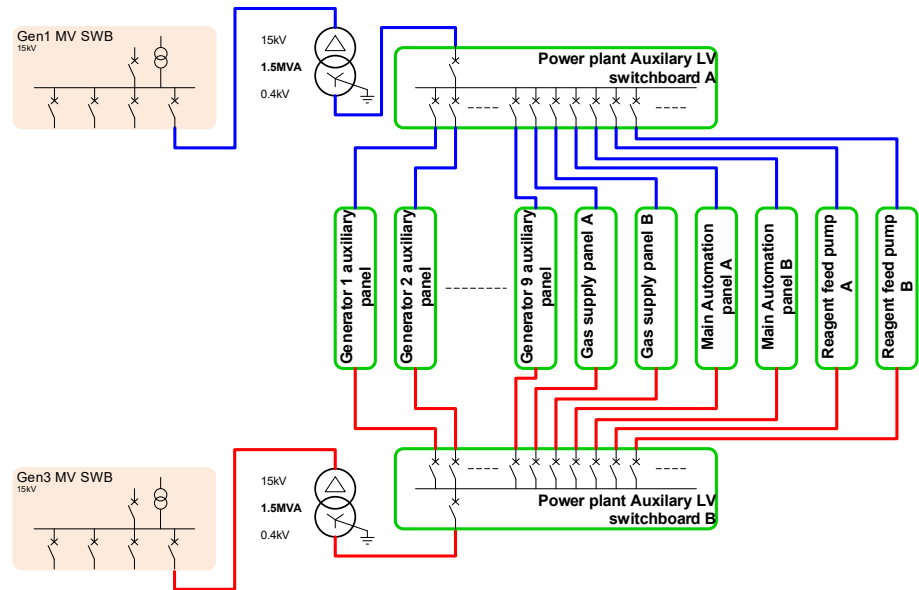 Gen1 MV SWB
15kV
15kV
1.5MVA
0.4kV
Power plant Auxilary LV
switchboard A
Generator 1 auxiliary
panel
Generator 2 auxiliary
panel
Generator 9 auxiliary
panel
Gas supply panel A
Gas supply panel B
Main Automation
panel A
Main Automation
panel B
Reagent feed pump
A
Reagent feed pump
B
Gen3 MV SWB
15kV
15kV
1.5MVA
0.4kV
Power plant Auxilary LV
switchboard B